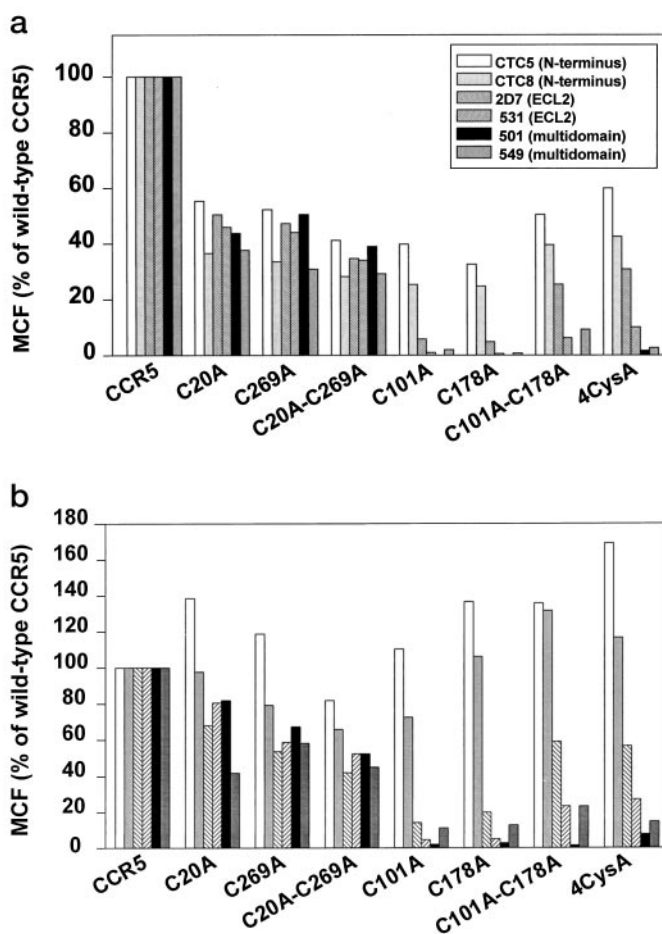 a
MCF (% of wild-type CCR5)
100
80
60
40
20
0
CTC5 (N-terminus)
CTC8 (N-terminus)
2D7 (ECL2)
531 (ECL2)
501 (multidomain)
549 (multidomain)
CCR5
C20A
C269A
C20A-C269A
C101A
C178A
C101A-C178A
4CysA
b
MCF (% of wild-type CCR5)
180
160
140
120
100
80
60
40
20
0
CCR5
C20A
C269A
C20A-C269A
C101A
C178A
C101A-C178A
4CysA